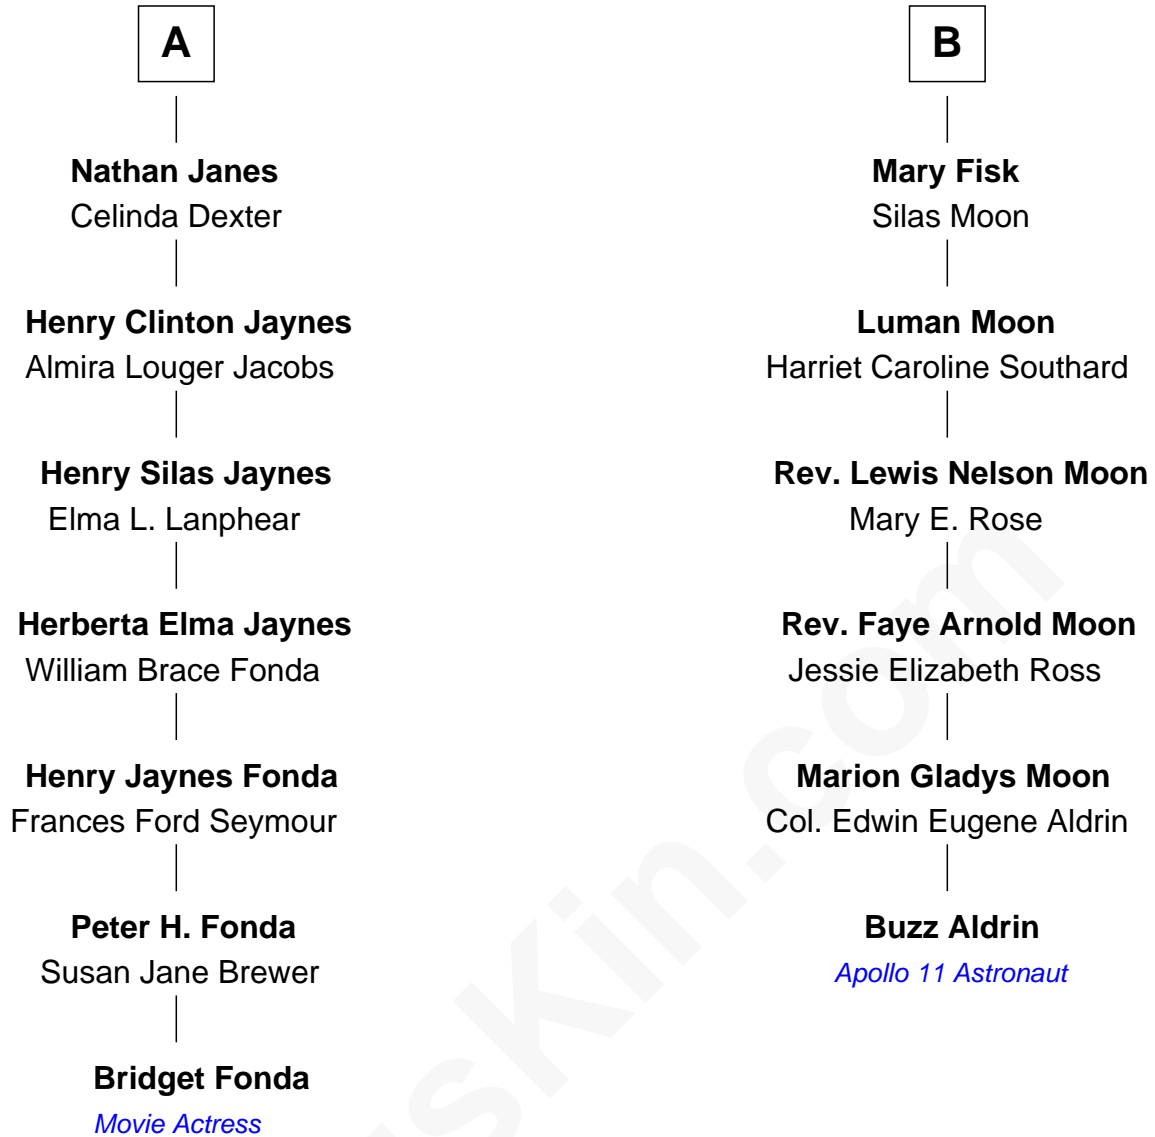 A
Nathan Janes
Celinda Dexter
Henry Clinton Jaynes
Almira Louger Jacobs
Henry Silas Jaynes
Elma L. Lanphear
Herberta Elma Jaynes
William Brace Fonda
Henry Jaynes Fonda
Frances Ford Seymour
Peter H. Fonda
Susan Jane Brewer
Bridget Fonda
Movie Actress
B
Mary Fisk
Silas Moon
Luman Moon
Harriet Caroline Southard
Rev. Lewis Nelson Moon
Mary E. Rose
Rev. Faye Arnold Moon
Jessie Elizabeth Ross
Marion Gladys Moon
Col. Edwin Eugene Aldrin
Buzz Aldrin
Apollo 11 Astronaut